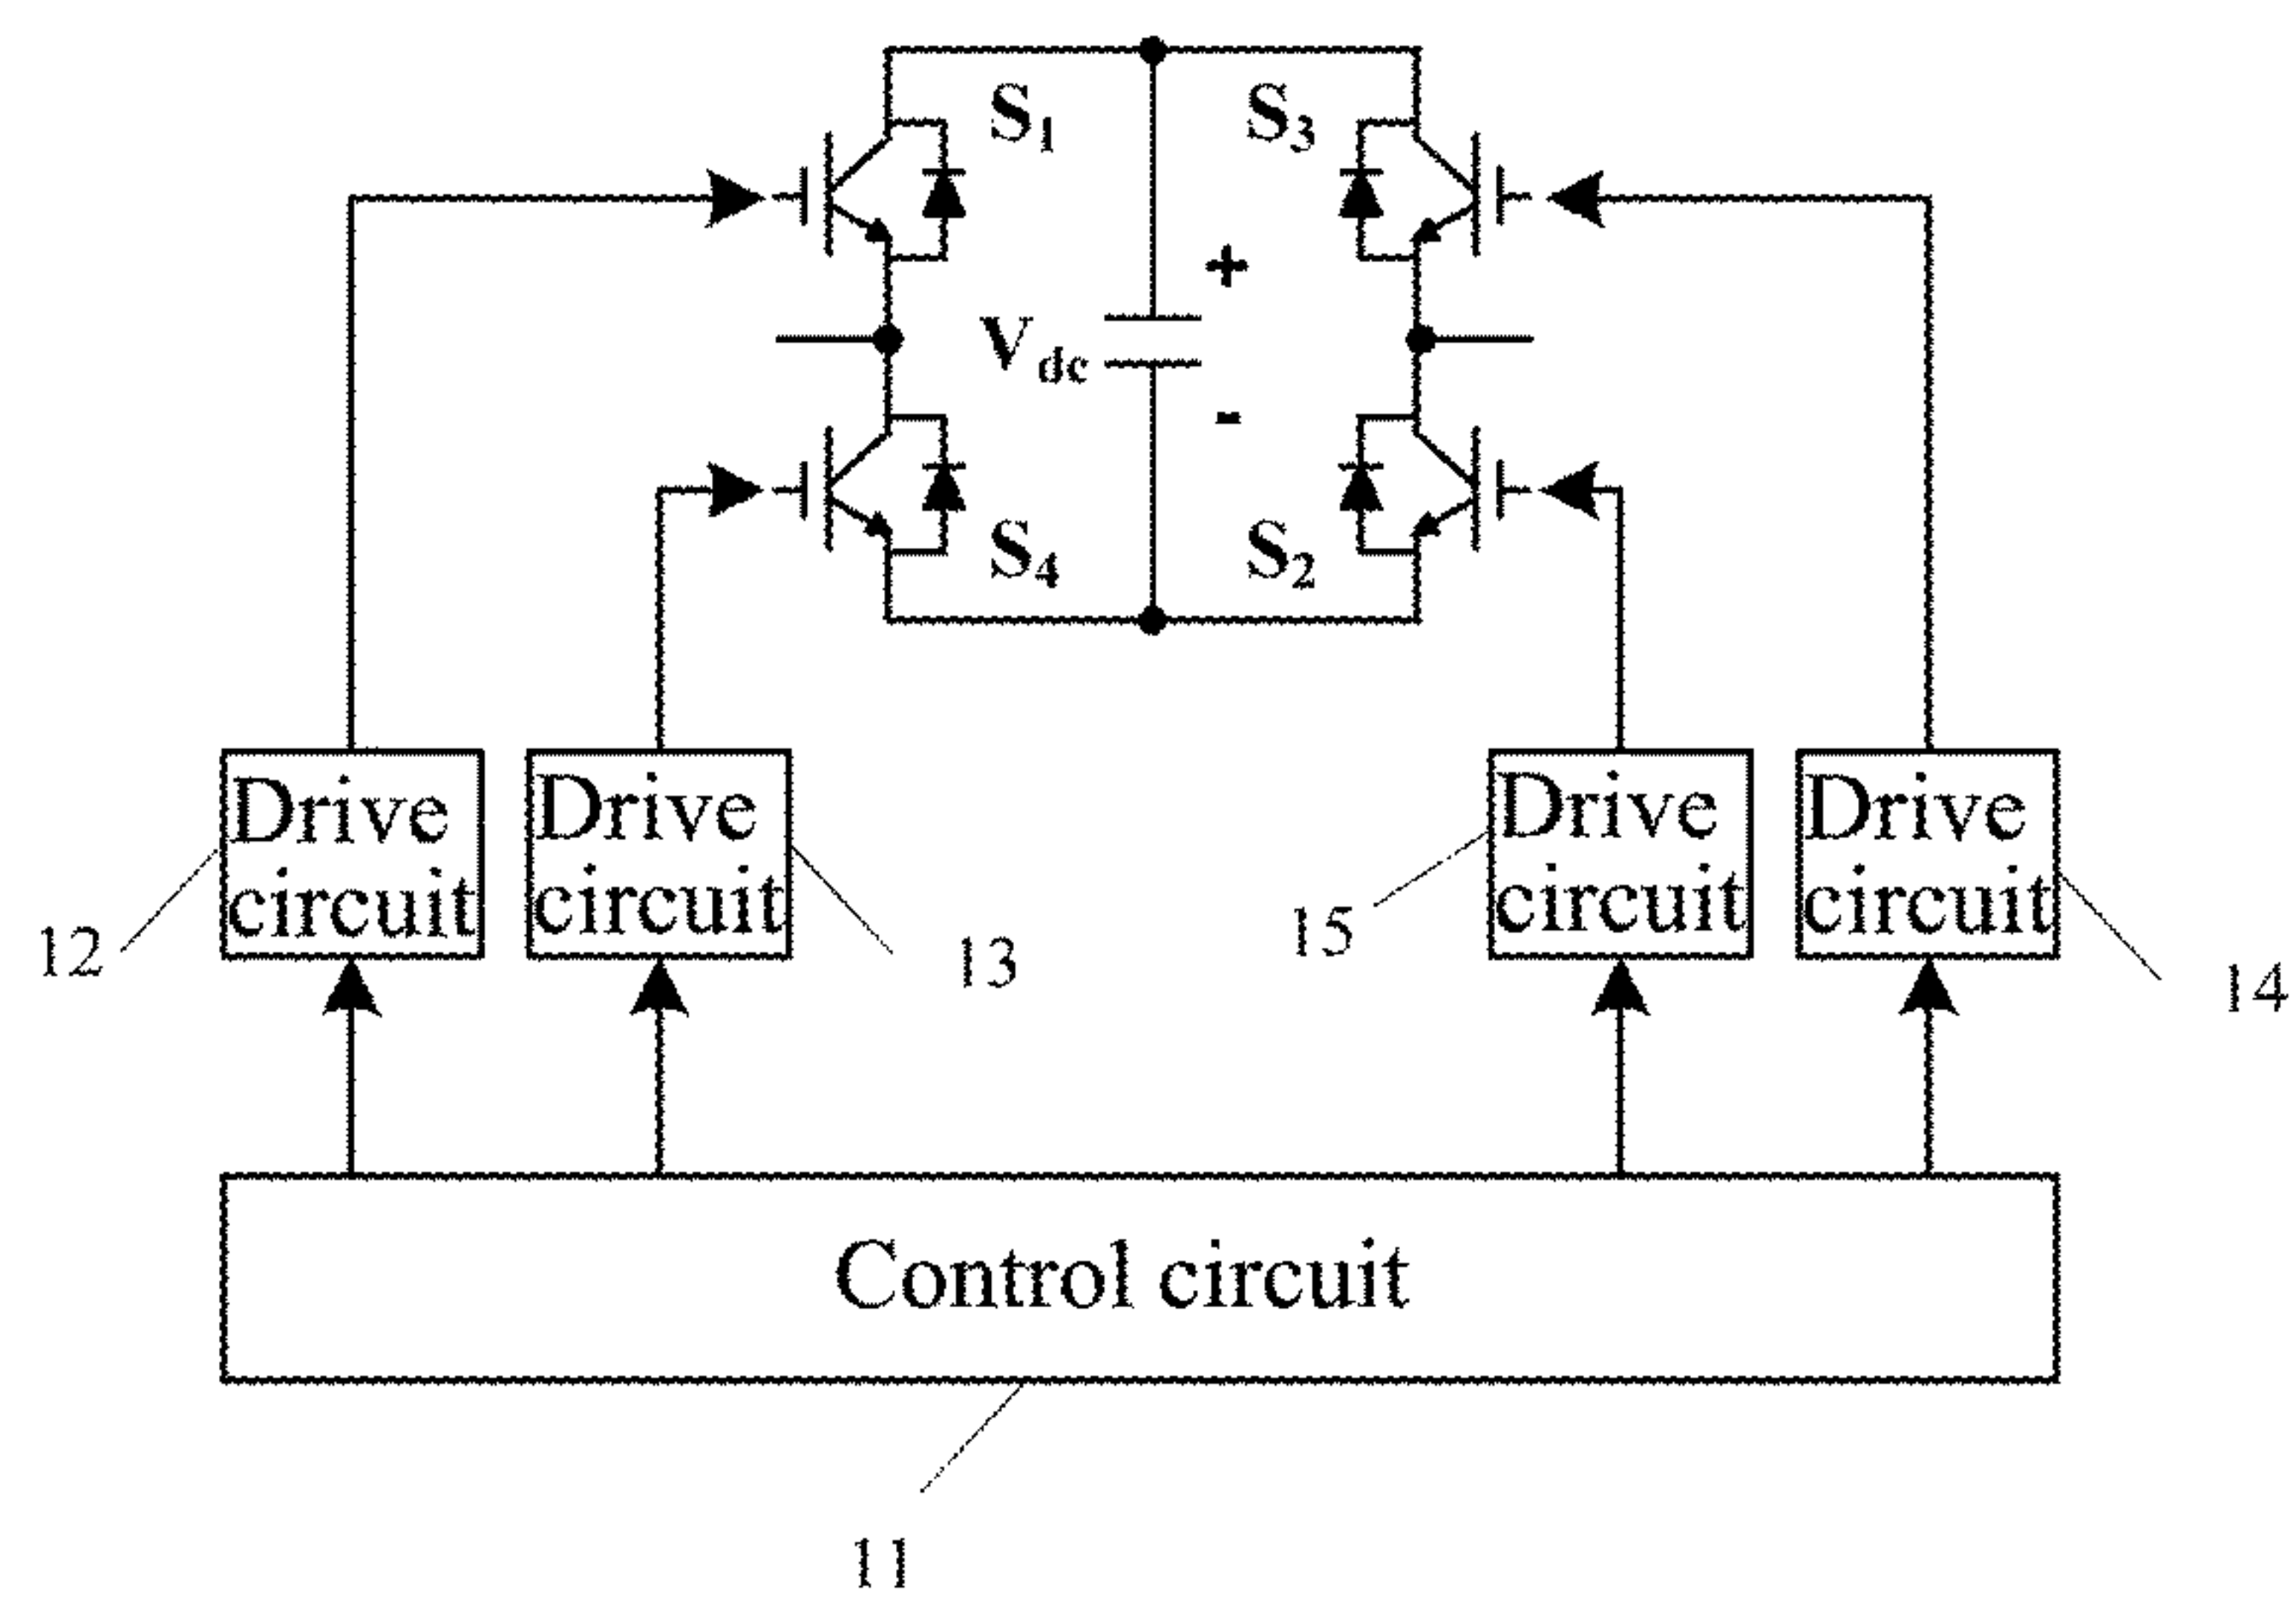 S1 S3
+
Vdc
-
S4 S2
Drive circuit
Drive circuit
Drive circuit
Drive circuit
12
13
15
14
Control circuit
11